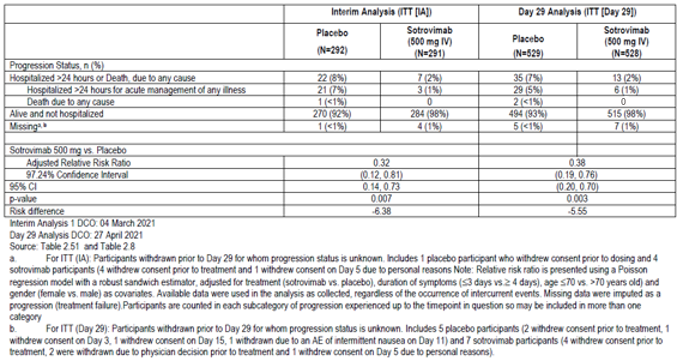 Interim Analysis (ITT [IA]) Day 29 Analysis (ITT [Day 29])
Placebo (N=292) Sotrovimab (500 mg IV) (N=291) Placebo (N=529) Sotrovimab (500 mg IV) (N=528)
Progression Status, n (%)
Hospitalized >24 hours or Death, due to any cause 22 (8%) 7 (2%) 35 (7%) 13 (2%)
Hospitalized >24 hours for acute management of any illness 21 (7%) 3 (1%) 29 (5%) 6 (1%)
Death due to any cause 1 (<1%) 0 2 (<1%) 0
Alive and not hospitalized 270 (92%) 284 (98%) 494 (93%) 515 (98%)
Missing a, b 1 (<1%) 4 (1%) 5 (<1%) 7 (1%)
Sotrovimab 500 mg vs. Placebo
Adjusted Relative Risk Ratio 0.32 0.38
97.24% Confidence Interval (0.12, 0.81) (0.19, 0.76)
95% CI 0.14, 0.73 (0.20, 0.70)
p-value 0.007 0.003
Risk difference -6.38 -5.55
Interim Analysis 1 DCO: 04 March 2021
Day 29 Analysis DCO: 27 April 2021
Source: Table 2.51 and Table 2.8
a. For ITT (IA): Participants withdrawn prior to Day 29 for whom progression status is unknown. Includes 1 placebo participant who withdrew consent prior to dosing and 4
sotrovimab participants (4 withdrew consent prior to treatment and 1 withdrew consent on Day 5 due to personal reasons Note: Relative risk ratio is presented using a Poisson
regression model with a robust sandwich estimator, adjusted for treatment (sotrovimab vs. placebo), duration of symptoms (≤3 days vs.≥ 4 days), age ≤70 vs. >70 years old) and
gender (female vs. male) as covariates. Available data were used in the analysis as collected, regardless of the occurrence of intercurrent events. Missing data were imputed as a
progression (treatment failure).Participants are counted in each subcategory of progression experienced up to the timepoint in question so may be included in more than one
category
b. For ITT (Day 29): Participants withdrawn prior to Day 29 for whom progression status is unknown. Includes 5 placebo participants (2 withdrew consent prior to treatment, 1
withdrew consent on Day 3, 1 withdrew consent on Day 15, 1 withdrawn due to an AE of intermittent nausea on Day 11) and 7 sotrovimab participants (4 withdrew consent prior to
treatment, 2 were withdrawn due to physician decision prior to treatment and 1 withdrew consent on Day 5 due to personal reasons).